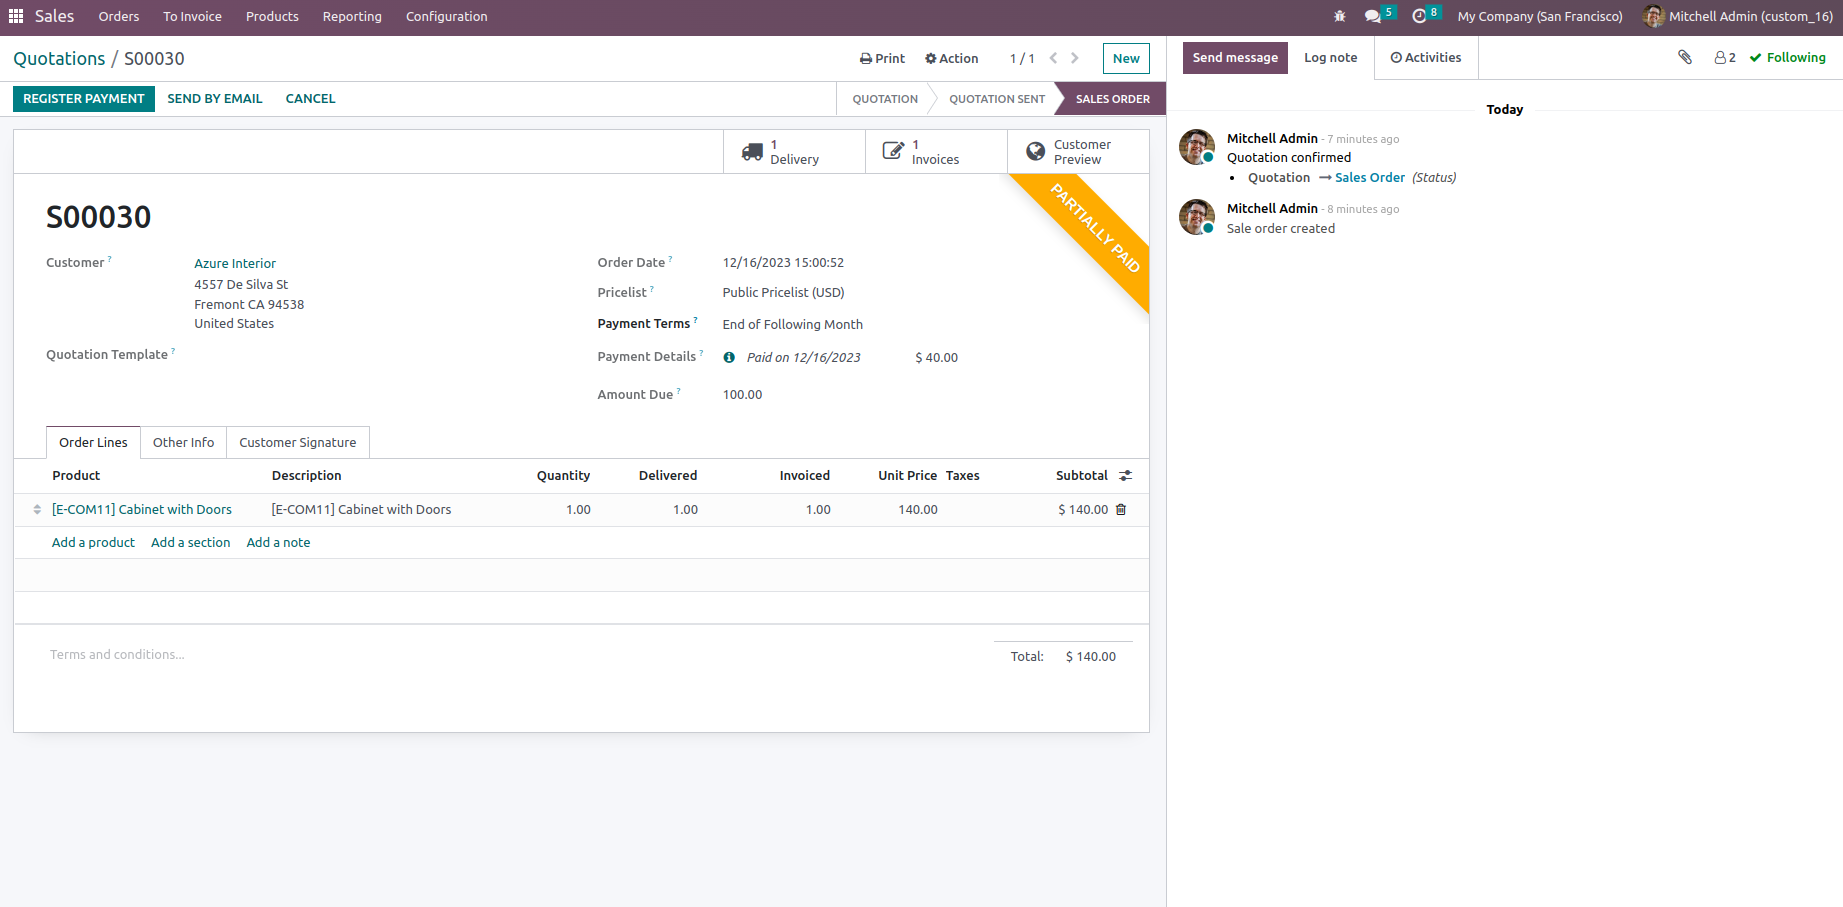 Sales Orders To Invoice Products Reporting Configuration 5 8 My Company (San Francisco) Mitchell Admin (custom_16)
Quotations / S00030 Print Action 1 / 1 New
Send message Log note Activities 2 Following
REGISTER PAYMENT SEND BY EMAIL CANCEL QUOTATION QUOTATION SENT SALES ORDER
1 Delivery
1 Invoices
Customer Preview
PARTIALLY PAID
S00030
Customer ? Azure Interior
4557 De Silva St
Fremont CA 94538
United States
Quotation Template ?
Order Date ? 12/16/2023 15:00:52
Pricelist ? Public Pricelist (USD)
Payment Terms ? End of Following Month
Payment Details ? Paid on 12/16/2023 $ 40.00
Amount Due ? 100.00
Order Lines Other Info Customer Signature
Product Description Quantity Delivered Invoiced Unit Price Taxes Subtotal
[E-COM11] Cabinet with Doors [E-COM11] Cabinet with Doors 1.00 1.00 1.00 140.00 $ 140.00
Add a product Add a section Add a note
Terms and conditions...
Total: $ 140.00
Today
Mitchell Admin - 7 minutes ago
Quotation confirmed
• Quotation → Sales Order (Status)
Mitchell Admin - 8 minutes ago
Sale order created